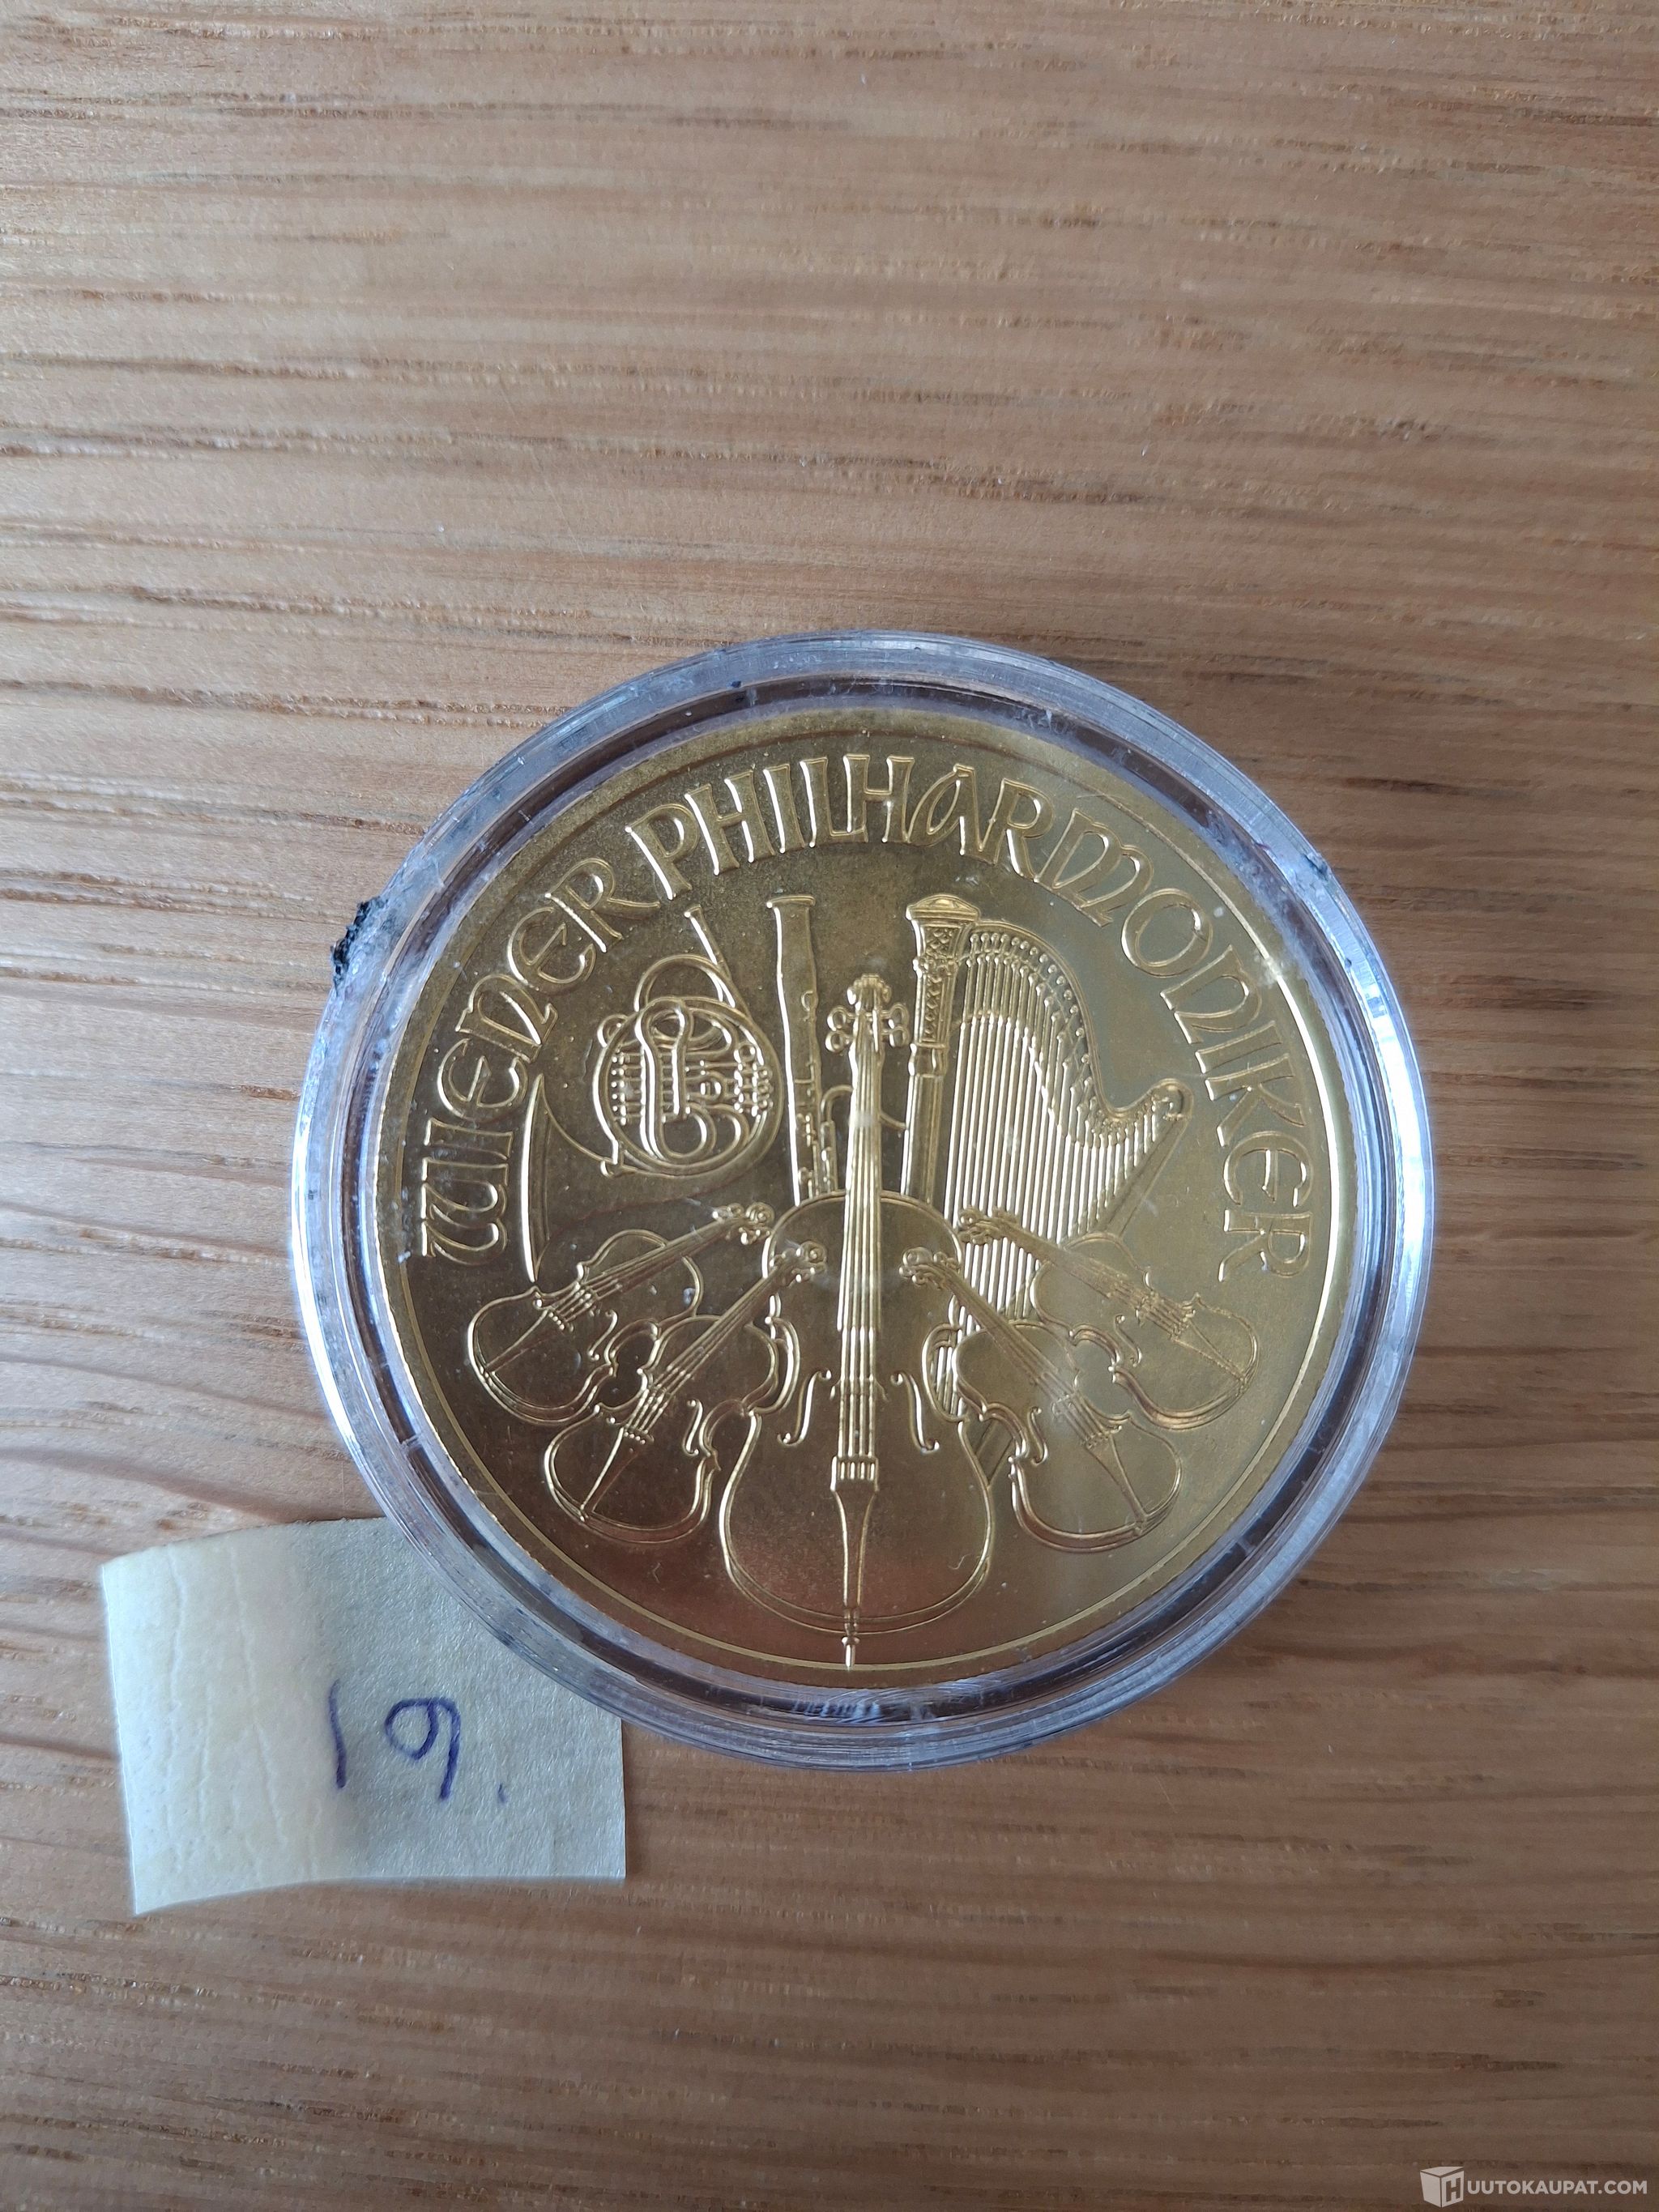 WIENER PHILHARMONIKER
19.
HUUTOKAUPAT.COM